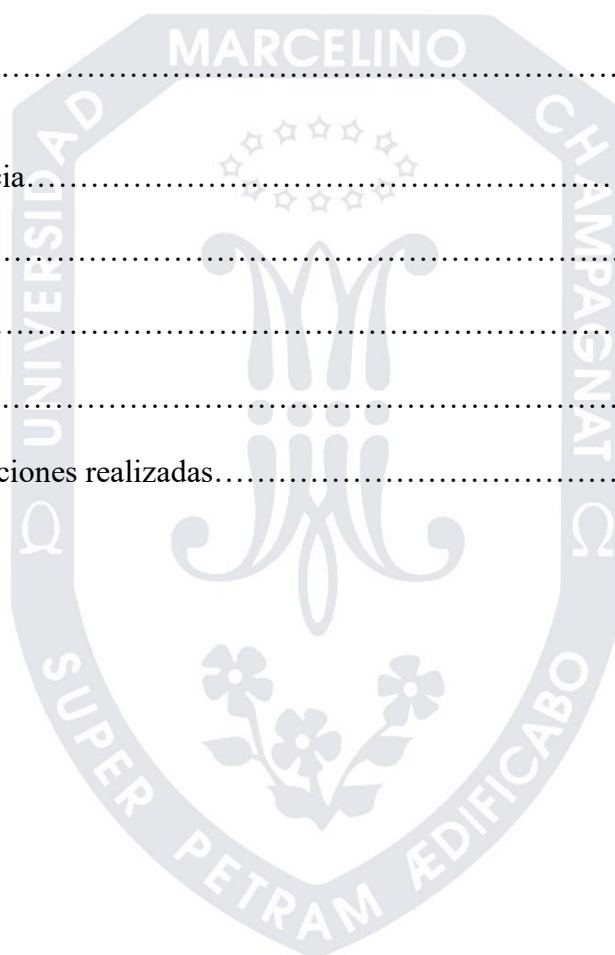 UNIVERSIDAD MARCELINO CHAMPAGNAT
……………………………………………
cia……………………………………………
……………………………………………
……………………………………………
……………………………………………
ciones realizadas……………………………
Ω Ω
SUPER PETRAM ÆDIFICABO